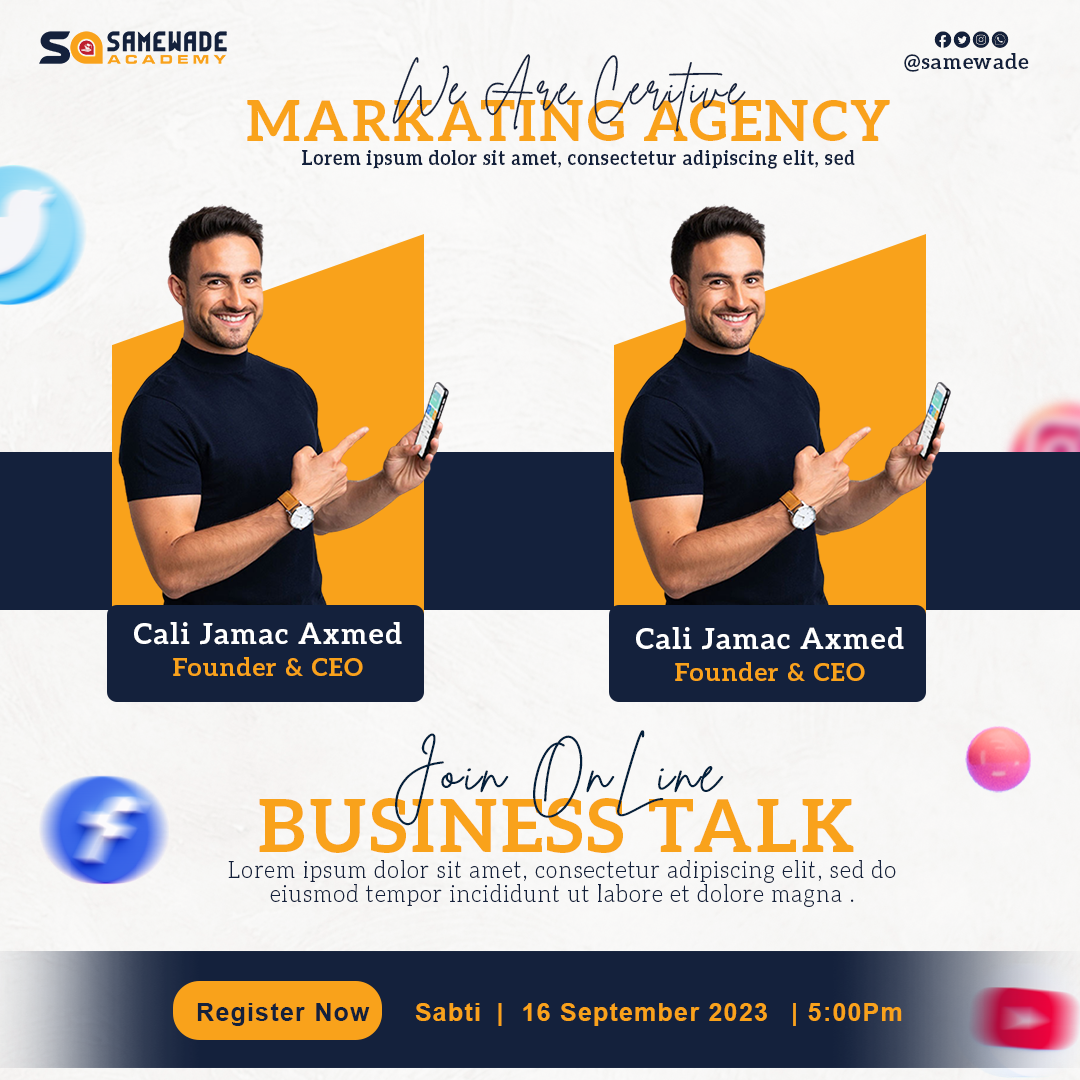 SAMEWADE
ACADEMY
@samewade
We Are Ceritive
MARKATING AGENCY
Lorem ipsum dolor sit amet, consectetur adipiscing elit, sed
Cali Jamac Axmed
Founder & CEO
Cali Jamac Axmed
Founder & CEO
Join OnLine
BUSINESS TALK
Lorem ipsum dolor sit amet, consectetur adipiscing elit, sed do
eiusmod tempor incididunt ut labore et dolore magna .
Register Now Sabti | 16 September 2023 | 5:00Pm